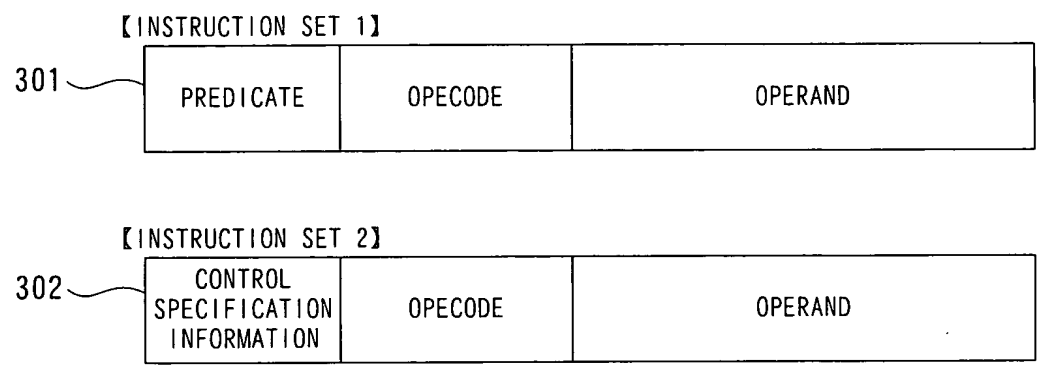 【INSTRUCTION SET 1】
301 PREDICATE OPECODE OPERAND
【INSTRUCTION SET 2】
302 CONTROL SPECIFICATION INFORMATION OPECODE OPERAND